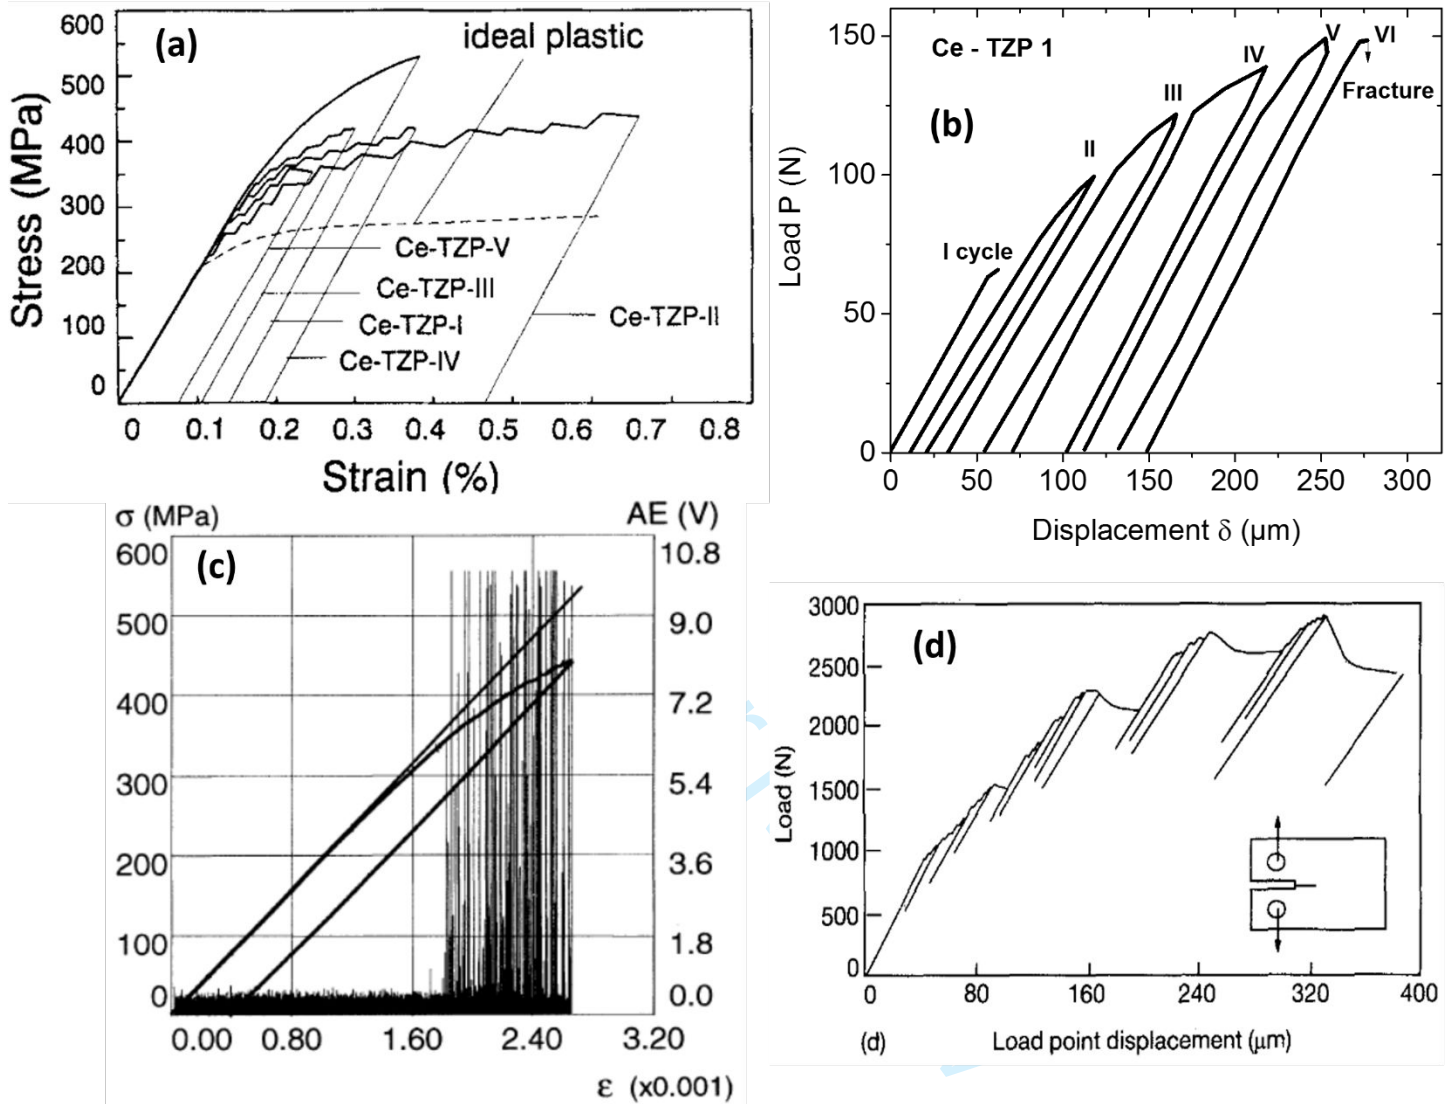 (a)
ideal plastic
600
500
400
300
200
100
0
Stress (MPa)
Ce-TZP-V
Ce-TZP-III
Ce-TZP-I
Ce-TZP-IV
Ce-TZP-II
0 0.1 0.2 0.3 0.4 0.5 0.6 0.8
Strain (%)
(b)
Ce - TZP 1
150
100
50
0
Load P (N)
I cycle
II
III
IV
V
VI
Fracture
0 50 100 150 200 250 300
Displacement δ (μm)
σ (MPa)
AE (V)
(c)
600
500
400
300
200
100
0
10.8
9.0
7.2
5.4
3.6
1.8
0.0
0.00 0.80 1.60 2.40 3.20
ε (x0.001)
(d)
3000
2500
2000
1500
1000
500
0
Load (N)
0 80 160 240 320 400
(d) Load point displacement (μm)